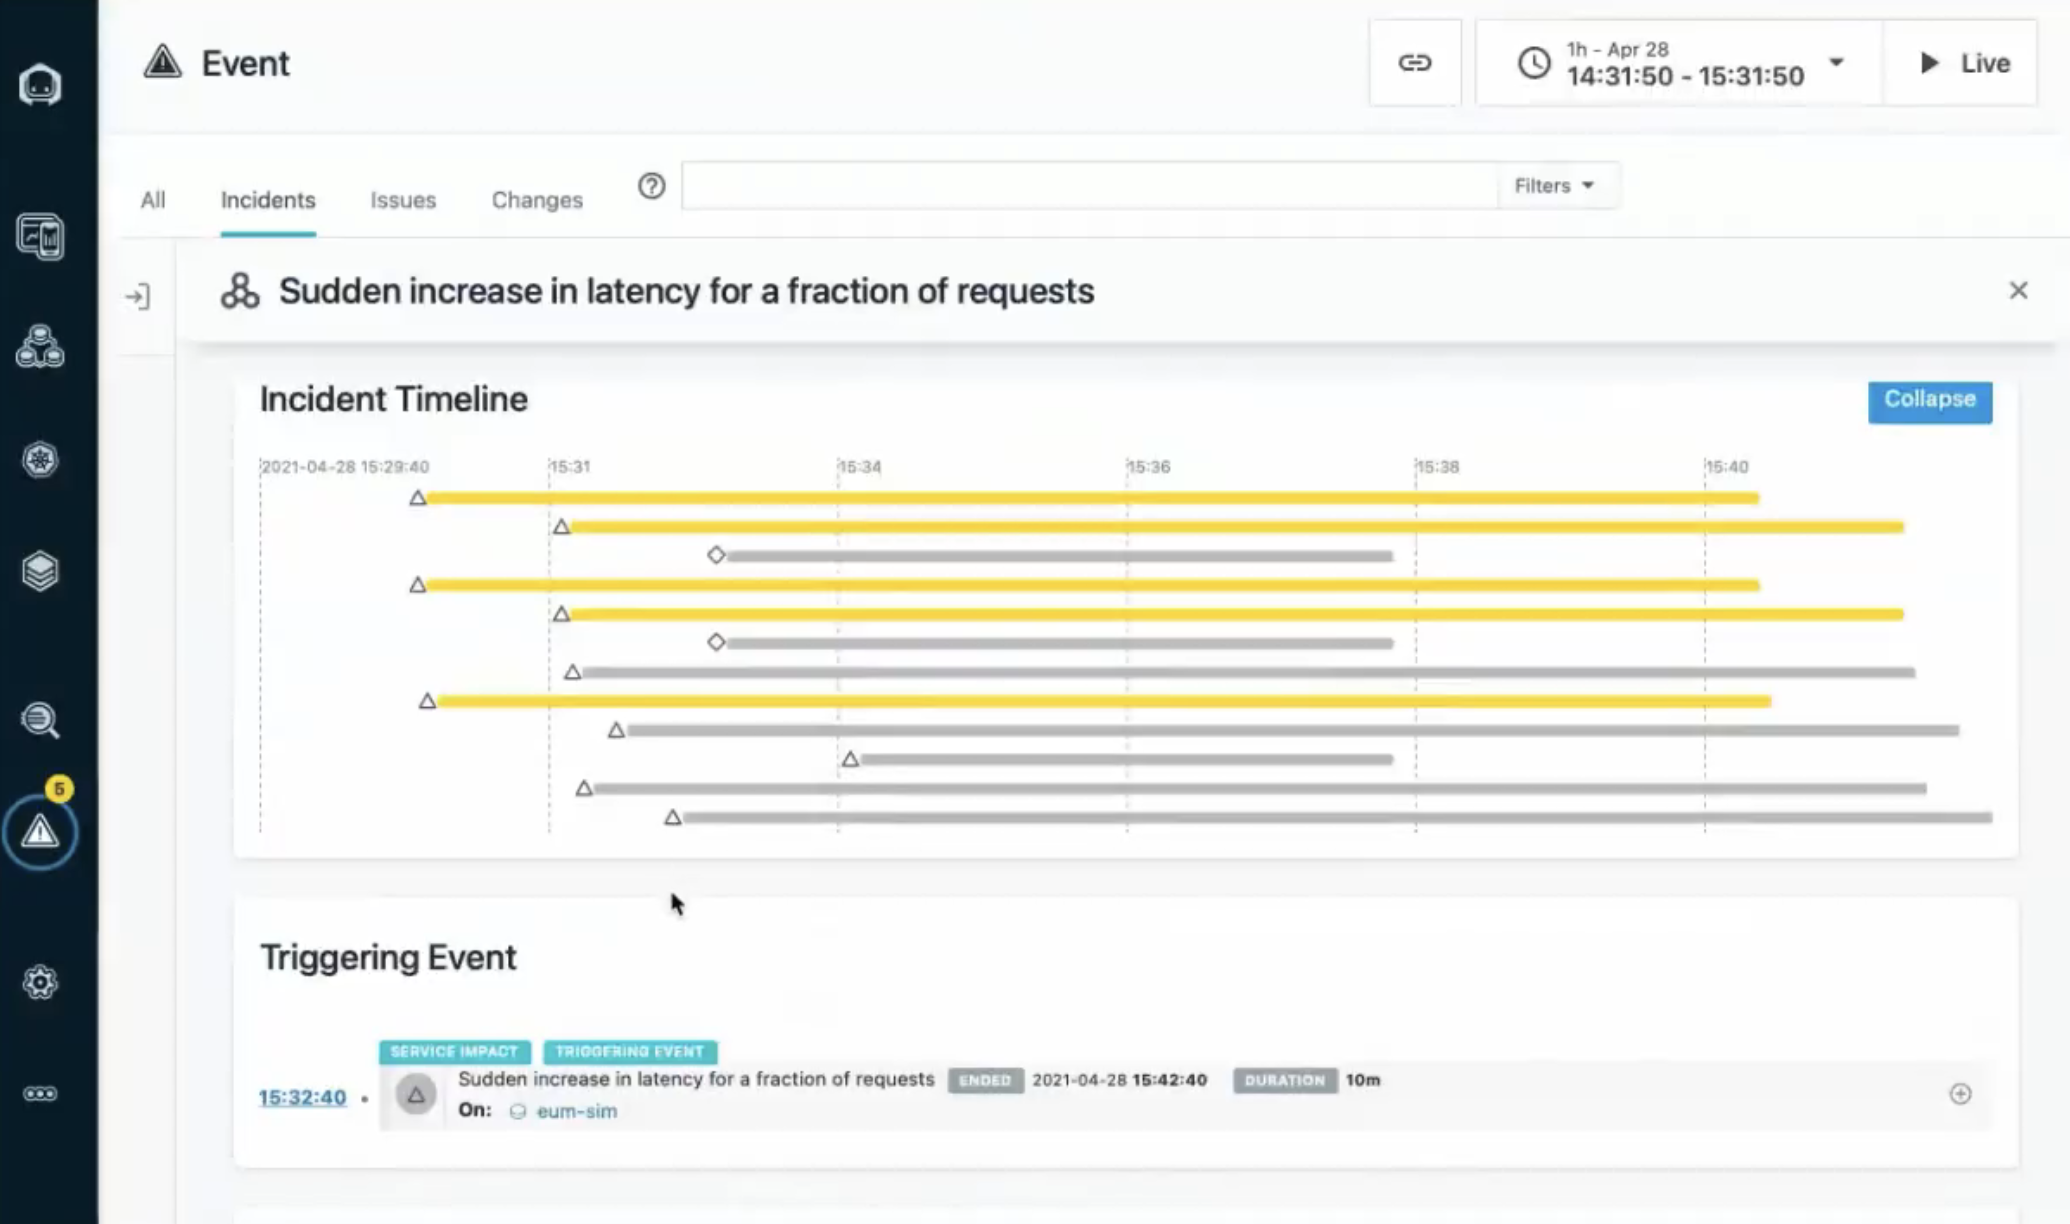 Event
1h - Apr 28
14:31:50 - 15:31:50
Live
All
Incidents
Issues
Changes
Filters
Sudden increase in latency for a fraction of requests
Incident Timeline
Collapse
2021-04-28 15:29:40
15:31
15:34
15:36
15:38
15:40
5
Triggering Event
SERVICE IMPACT
TRIGGERING EVENT
15:32:40
Sudden increase in latency for a fraction of requests ENDED 2021-04-28 15:42:40 DURATION 10m
On: eum-sim